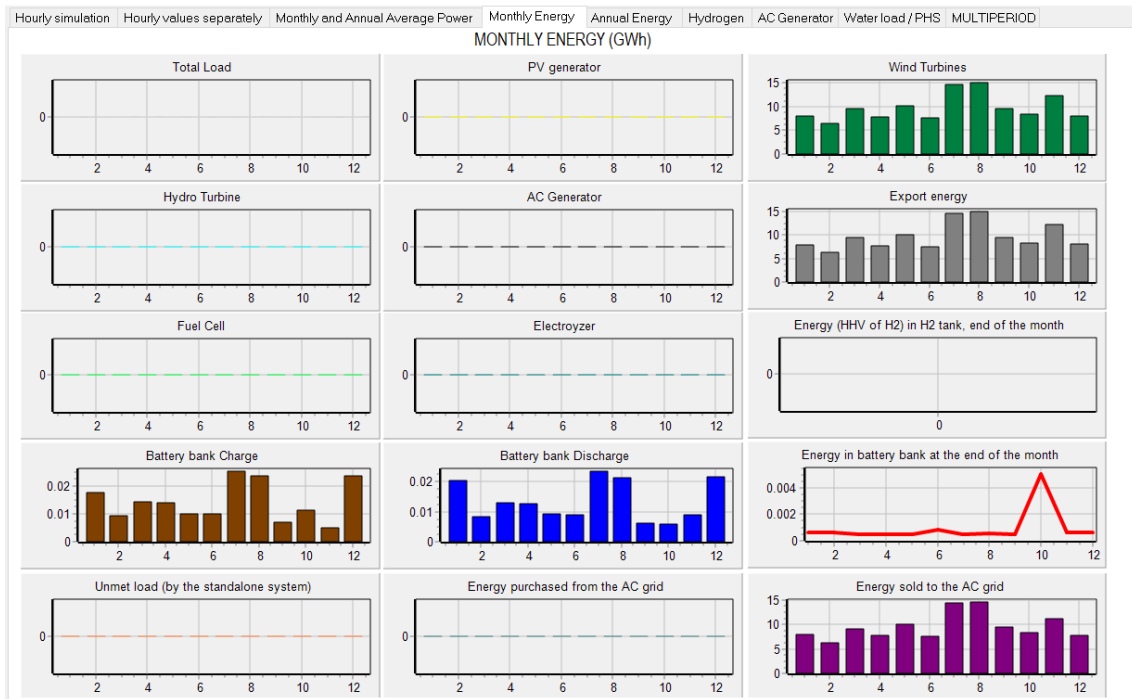 Hourly simulation Hourly values separately Monthly and Annual Average Power Monthly Energy Annual Energy Hydrogen AC Generator Water load / PHS MULTIPERIOD
MONTHLY ENERGY (GWh)
Total Load
0
2 4 6 8 10 12
PV generator
0
2 4 6 8 10 12
Wind Turbines
15
10
5
0
2 4 6 8 10 12
Hydro Turbine
0
2 4 6 8 10 12
AC Generator
0
2 4 6 8 10 12
Export energy
15
10
5
0
2 4 6 8 10 12
Fuel Cell
0
2 4 6 8 10 12
Electroyzer
0
2 4 6 8 10 12
Energy (HHV of H2) in H2 tank, end of the month
0
0
Battery bank Charge
0.02
0.01
0
2 4 6 8 10 12
Battery bank Discharge
0.02
0.01
0
2 4 6 8 10 12
Energy in battery bank at the end of the month
0.004
0.002
0
2 4 6 8 10 12
Unmet load (by the standalone system)
0
2 4 6 8 10 12
Energy purchased from the AC grid
0
2 4 6 8 10 12
Energy sold to the AC grid
15
10
5
0
2 4 6 8 10 12